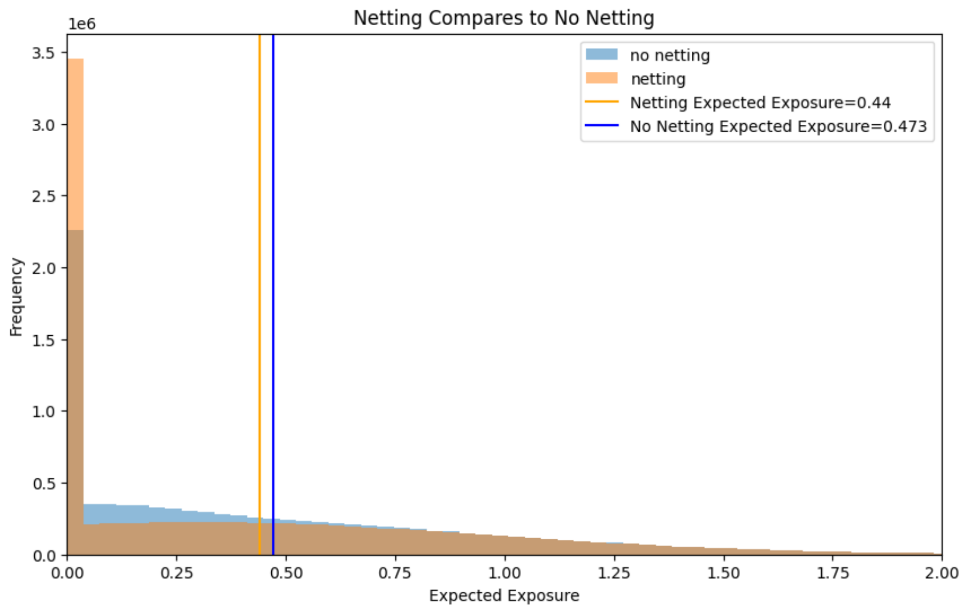 Netting Compares to No Netting
1e6
3.5
3.0
2.5
2.0
1.5
1.0
0.5
0.0
Frequency
no netting
netting
Netting Expected Exposure=0.44
No Netting Expected Exposure=0.473
0.00 0.25 0.50 0.75 1.00 1.25 1.50 1.75 2.00
Expected Exposure